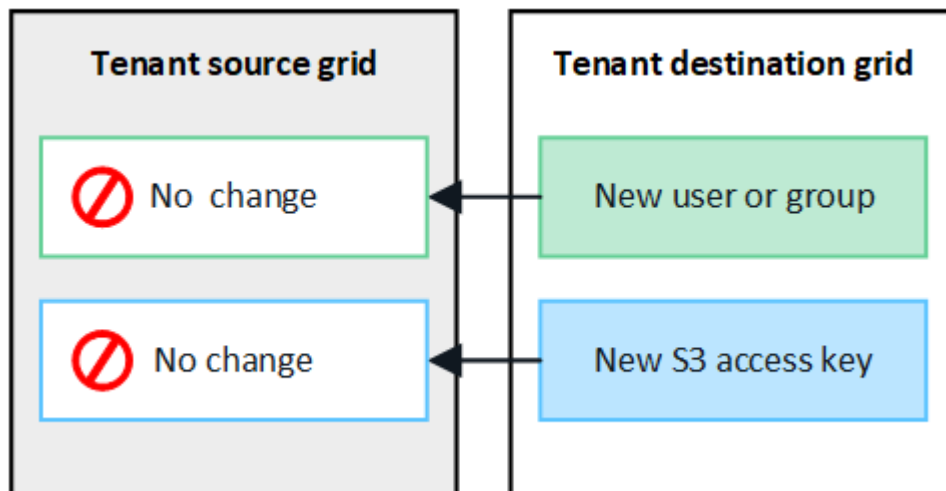 Tenant source grid
No change
No change
Tenant destination grid
New user or group
New S3 access key